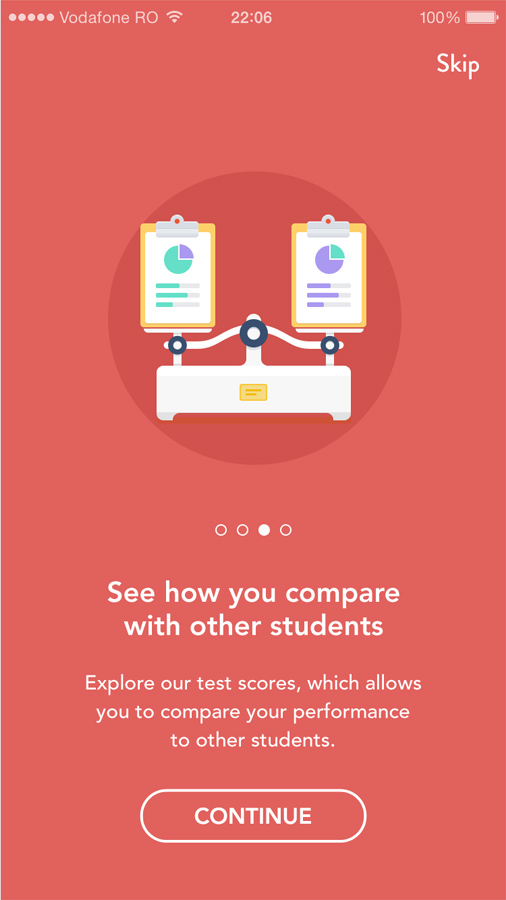 Vodafone RO 22:06 100%
Skip
See how you compare
with other students
Explore our test scores, which allows
you to compare your performance
to other students.
CONTINUE